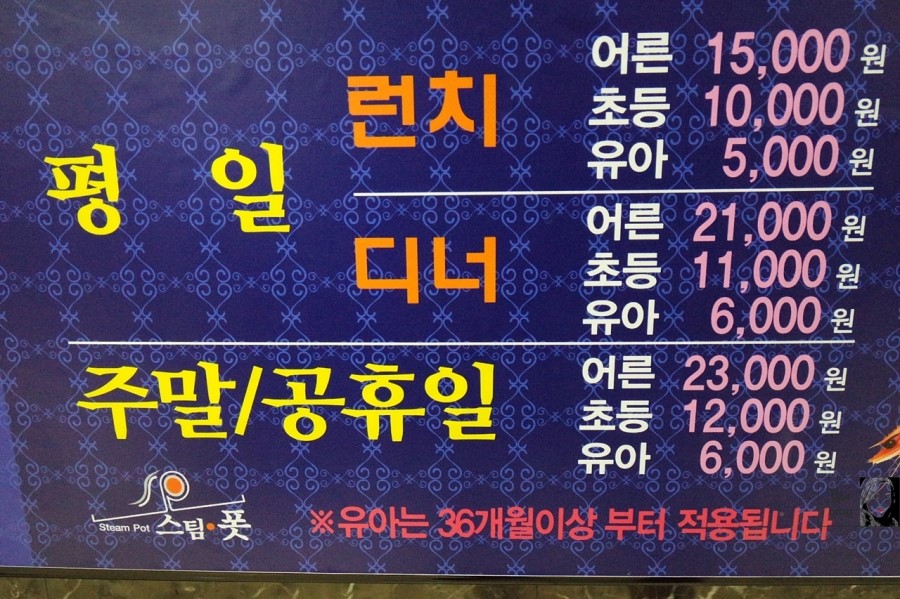 평 일
런치
어른 15,000 원
초등 10,000 원
유아 5,000 원
디너
어른 21,000 원
초등 11,000 원
유아 6,000 원
주말/공휴일
어른 23,000 원
초등 12,000 원
유아 6,000 원
Steam Pot 스팀·폿
※유아는 36개월이상 부터 적용됩니다